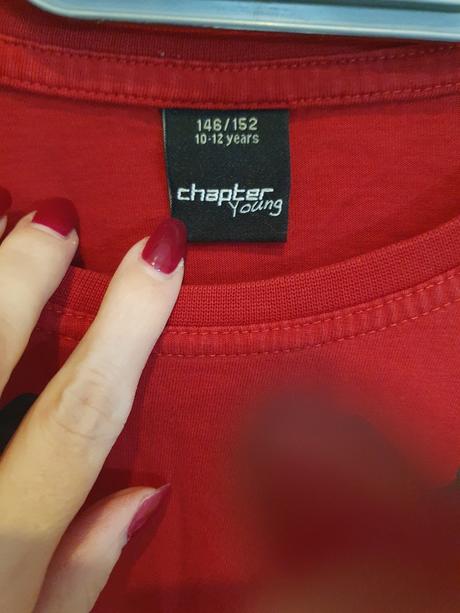 146/152
10-12 years
chapter
Young